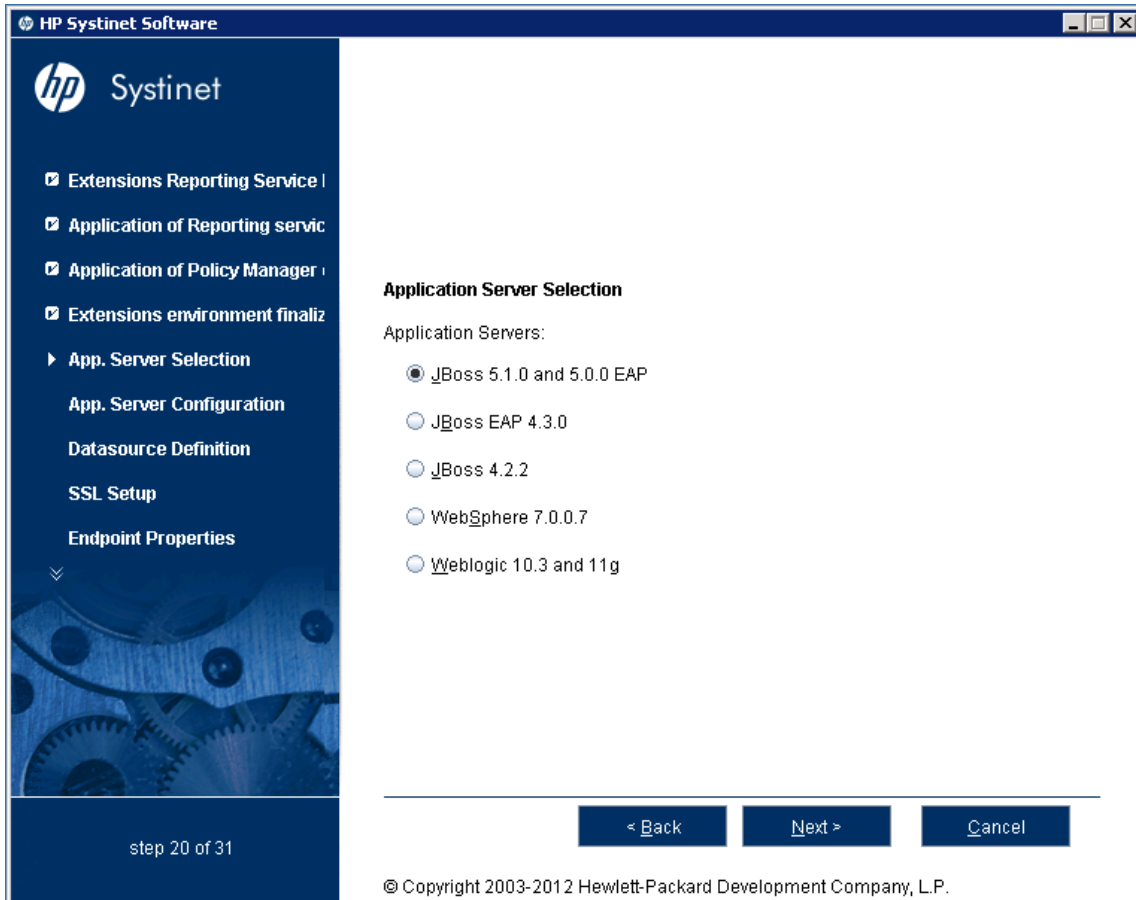 HP Systinet Software
hp Systinet
Extensions Reporting Service
Application of Reporting servic
Application of Policy Manager
Extensions environment finaliz
App. Server Selection
App. Server Configuration
Datasource Definition
SSL Setup
Endpoint Properties
step 20 of 31
Application Server Selection
Application Servers:
JBoss 5.1.0 and 5.0.0 EAP
JBoss EAP 4.3.0
JBoss 4.2.2
WebSphere 7.0.0.7
Weblogic 10.3 and 11g
< Back
Next >
Cancel
© Copyright 2003-2012 Hewlett-Packard Development Company, L.P.